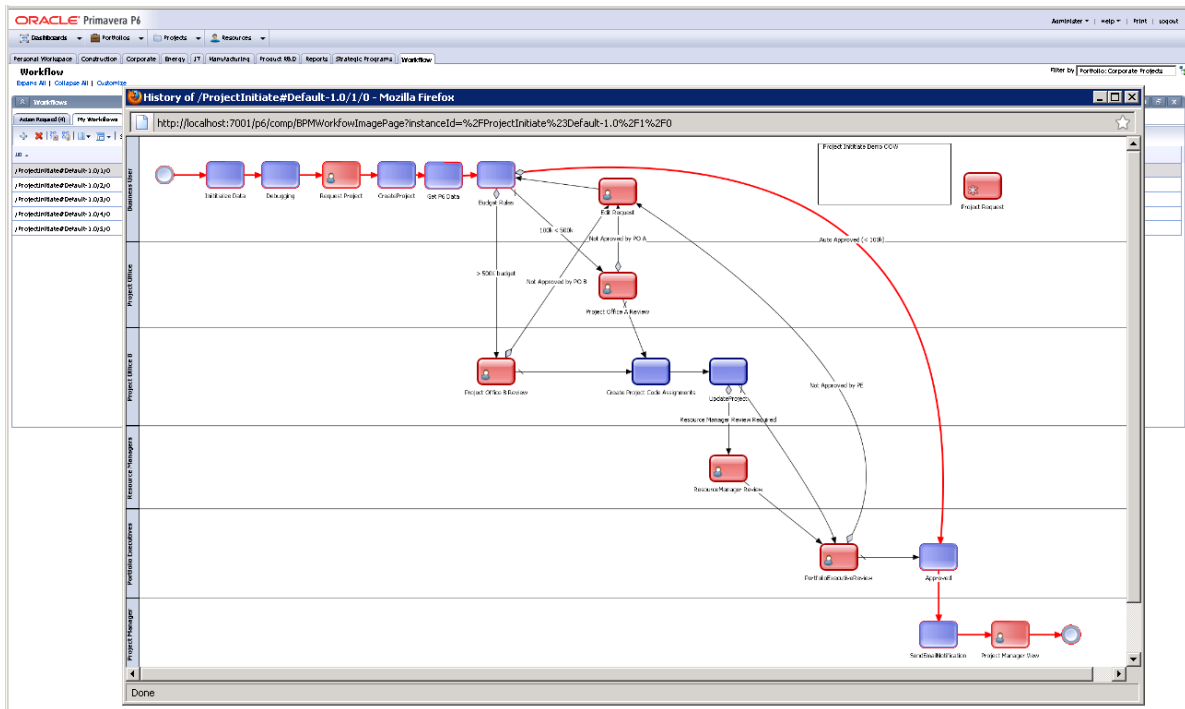 ORACLE Primavera P6
Administer | Help | Print | Logout
Dashboards Portfolios Projects Resources
Personal Workspace Construction Corporate Energy IT Manufacturing Product R&D Reports Strategic Programs Workflow
Workflow
Filter by Portfolio: Corporate Projects
Expand All | Collapse All | Customize
Workflows
History of /ProjectInitiate#Default-1.0/1/0 - Mozilla Firefox
Action Required (4) My Workflows
http://localhost:7001/p6/comp/BPMWorkfowImagePage?instanceId=%2FProjectInitiate%23Default-1.0%2F1%2F0
/ProjectInitiate#Default-1.0/1/0
/ProjectInitiate#Default-1.0/2/0
/ProjectInitiate#Default-1.0/3/0
/ProjectInitiate#Default-1.0/4/0
/ProjectInitiate#Default-1.0/5/0
Business User
Project Initiate Demo COW
Initialize Data
Debugging
Request Project
CreateProject
Get P6 Data
Budget Rules
Edit Request
Project Request
100k < 500k
Not Aproved by PO A
Auto Approved (< 100k)
Project Office
> 500k budget
Not Approved by PO B
Project Office A Review
Project Office B
Project Office B Review
Create Project Code Assignments
UpdateProject
Not Approved by PE
Resource Manager Review Required
Resource Managers
ResourceManager Review
Portfolio Executives
PortfolioExecutiveReview
Approved
Project Manager
SendEmailNotification
Project Manager View
Done